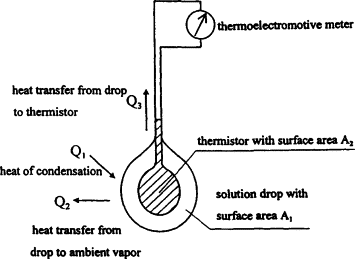 thermoelectromotive meter
heat transfer from drop
to thermistor
Q3
thermistor with surface area A2
Q1
heat of condensation
solution drop with
surface area A1
Q2
heat transfer from
drop to ambient vapor